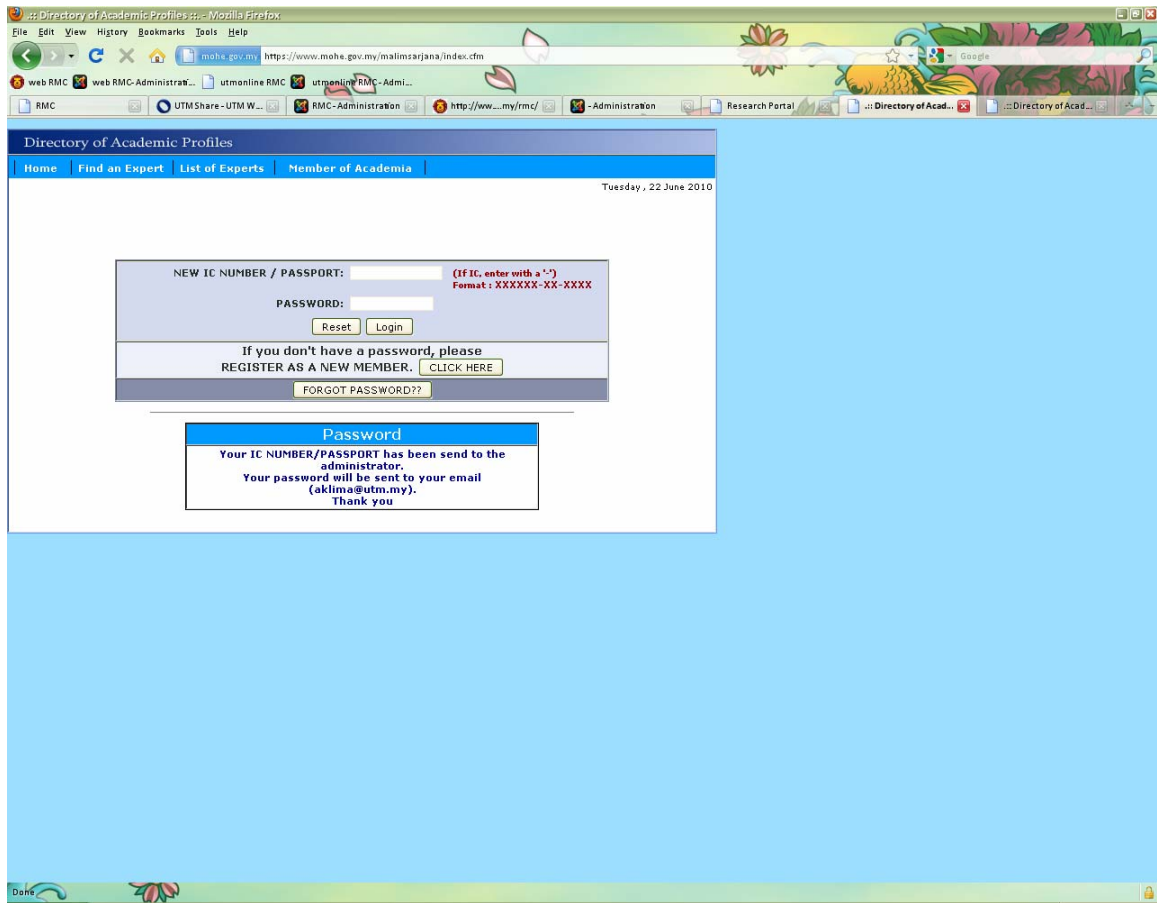 .:: Directory of Academic Profiles ::. - Mozilla Firefox
File Edit View History Bookmarks Tools Help
mohe.gov.my https://www.mohe.gov.my/malimsarjana/index.cfm Google
web RMC web RMC-Administrati... utmonline RMC utmonline RMC-Admi...
RMC UTMShare - UTM W... RMC - Administration http://ww....my/rmc/ - Administration Research Portal .:: Directory of Acad... .:: Directory of Acad...
Directory of Academic Profiles
Home Find an Expert List of Experts Member of Academia
Tuesday , 22 June 2010
NEW IC NUMBER / PASSPORT: (If IC, enter with a '-')
Format : XXXXXX-XX-XXXX
PASSWORD:
Reset Login
If you don't have a password, please
REGISTER AS A NEW MEMBER. CLICK HERE
FORGOT PASSWORD??
Password
Your IC NUMBER/PASSPORT has been send to the
administrator.
Your password will be sent to your email
(aklima@utm.my).
Thank you
Done